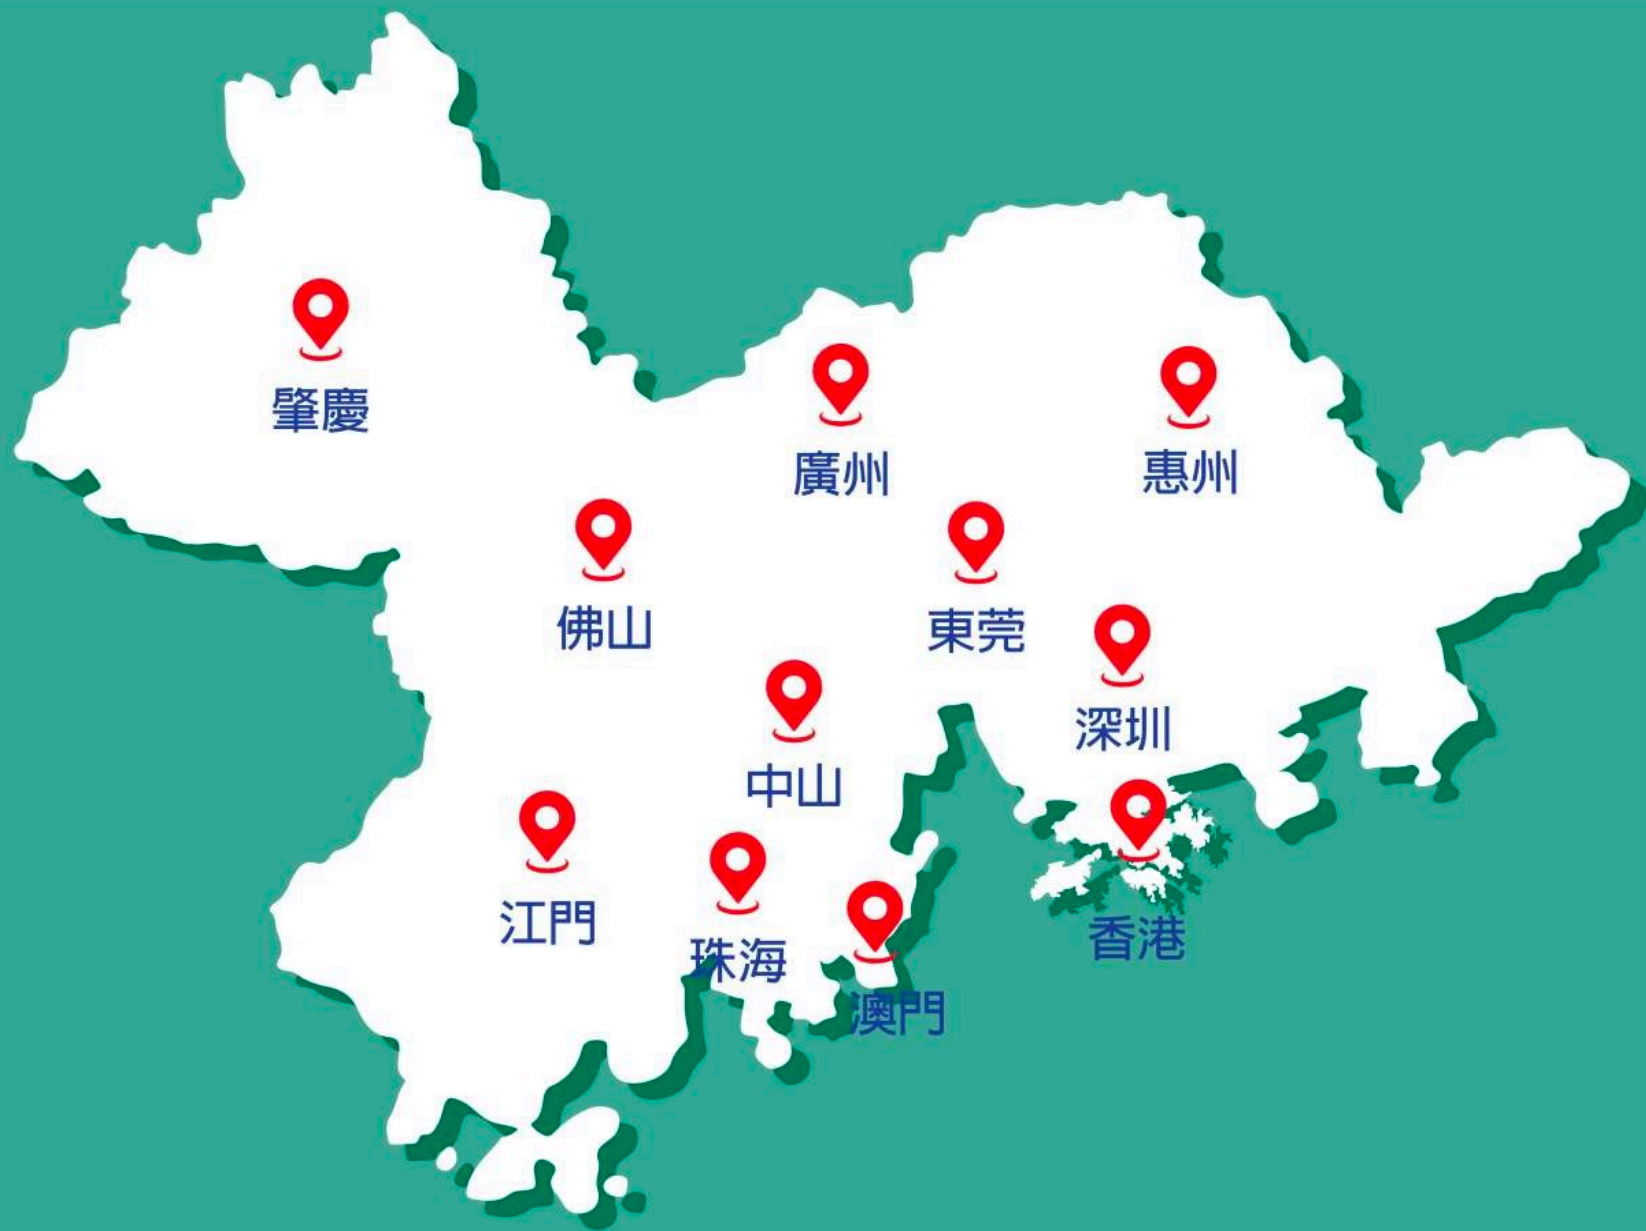 肇慶
廣州
惠州
佛山
東莞
深圳
中山
江門
珠海
香港
澳門